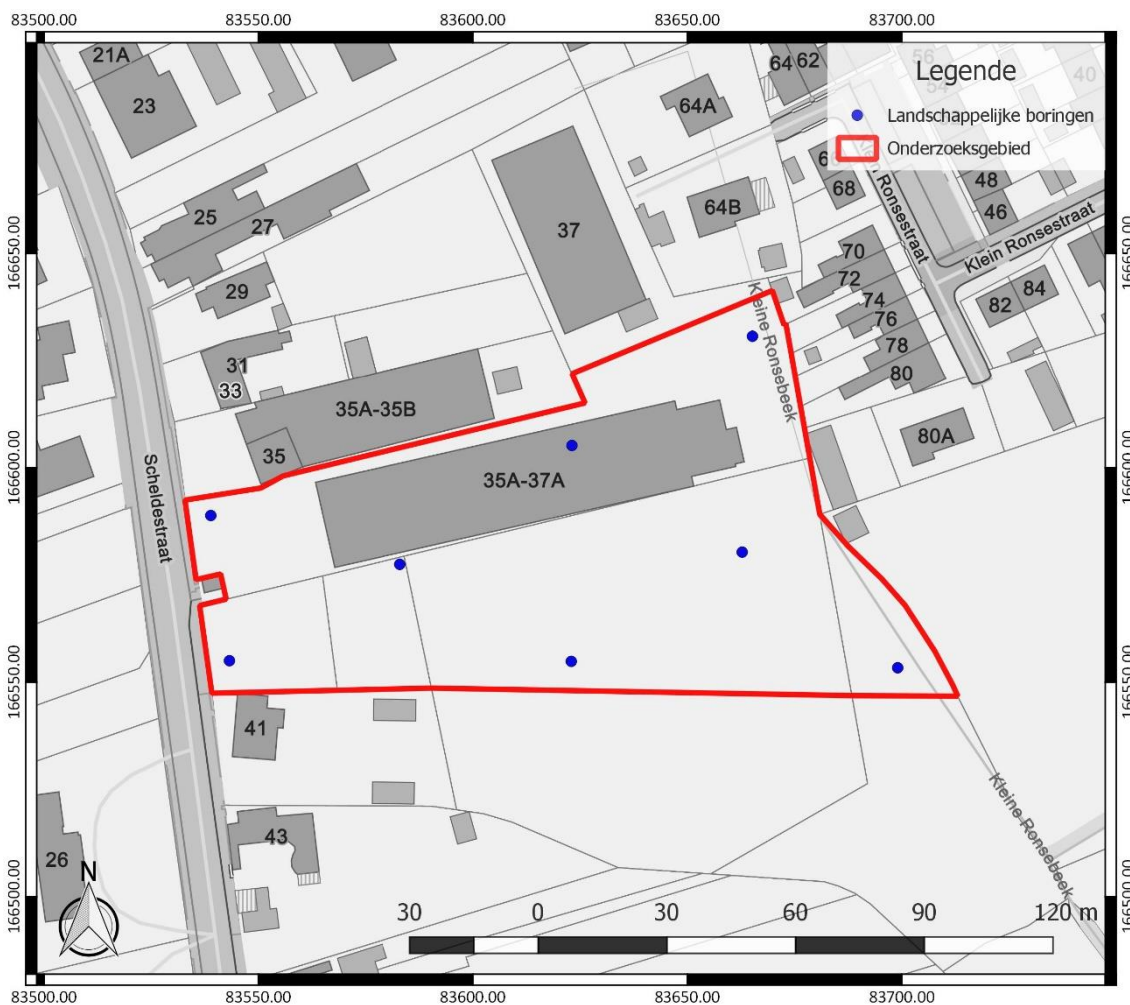 83500.00 83550.00 83600.00 83650.00 83700.00
Legende
Landschappelijke boringen
Onderzoeksgebied
21A
23
64
62
56
54
40
64A
25
27
37
64B
68
48
46
Klein Ronsestraat
Klein Ronsestraat
166650.00
166650.00
70
72
74
76
78
80
82
84
29
31
33
Kleine Ronsebeek
35A-35B
35
35A-37A
80A
166600.00
166600.00
Scheldestraat
166550.00
166550.00
41
43
Kleine Ronsebeek
26
N
166500.00
166500.00
30 0 30 60 90 120 m
83500.00 83550.00 83600.00 83650.00 83700.00